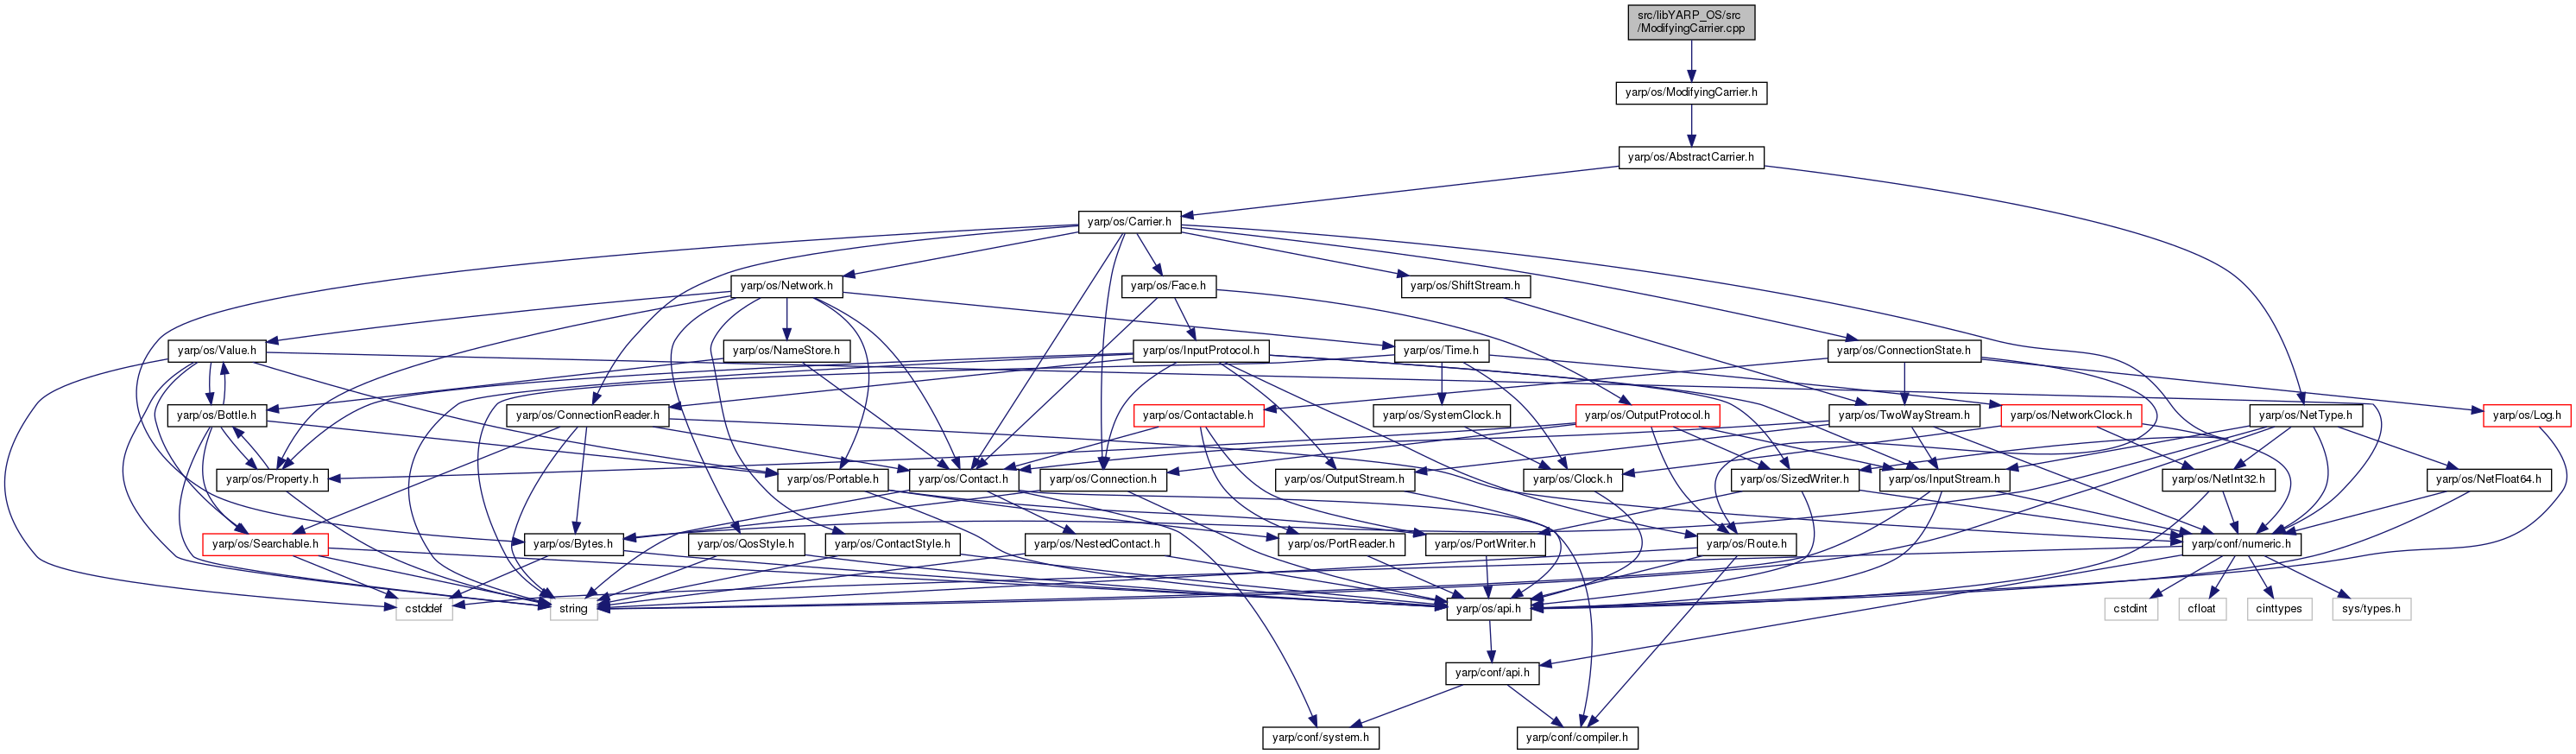 src/libYARP_OS/src
/ModifyingCarrier.cpp
yarp/os/ModifyingCarrier.h
yarp/os/AbstractCarrier.h
yarp/os/Carrier.h
yarp/os/Network.h
yarp/os/Face.h
yarp/os/ShiftStream.h
yarp/os/Value.h
yarp/os/NameStore.h
yarp/os/InputProtocol.h
yarp/os/Time.h
yarp/os/ConnectionState.h
yarp/os/Bottle.h
yarp/os/ConnectionReader.h
yarp/os/Contactable.h
yarp/os/SystemClock.h
yarp/os/OutputProtocol.h
yarp/os/TwoWayStream.h
yarp/os/NetworkClock.h
yarp/os/NetType.h
yarp/os/Log.h
yarp/os/Property.h
yarp/os/Portable.h
yarp/os/Contact.h
yarp/os/Connection.h
yarp/os/OutputStream.h
yarp/os/Clock.h
yarp/os/SizedWriter.h
yarp/os/InputStream.h
yarp/os/NetInt32.h
yarp/os/NetFloat64.h
yarp/os/Searchable.h
yarp/os/Bytes.h
yarp/os/QosStyle.h
yarp/os/ContactStyle.h
yarp/os/NestedContact.h
yarp/os/PortReader.h
yarp/os/PortWriter.h
yarp/os/Route.h
yarp/conf/numeric.h
cstddef
string
yarp/os/api.h
cstdint
cfloat
cinttypes
sys/types.h
yarp/conf/api.h
yarp/conf/system.h
yarp/conf/compiler.h